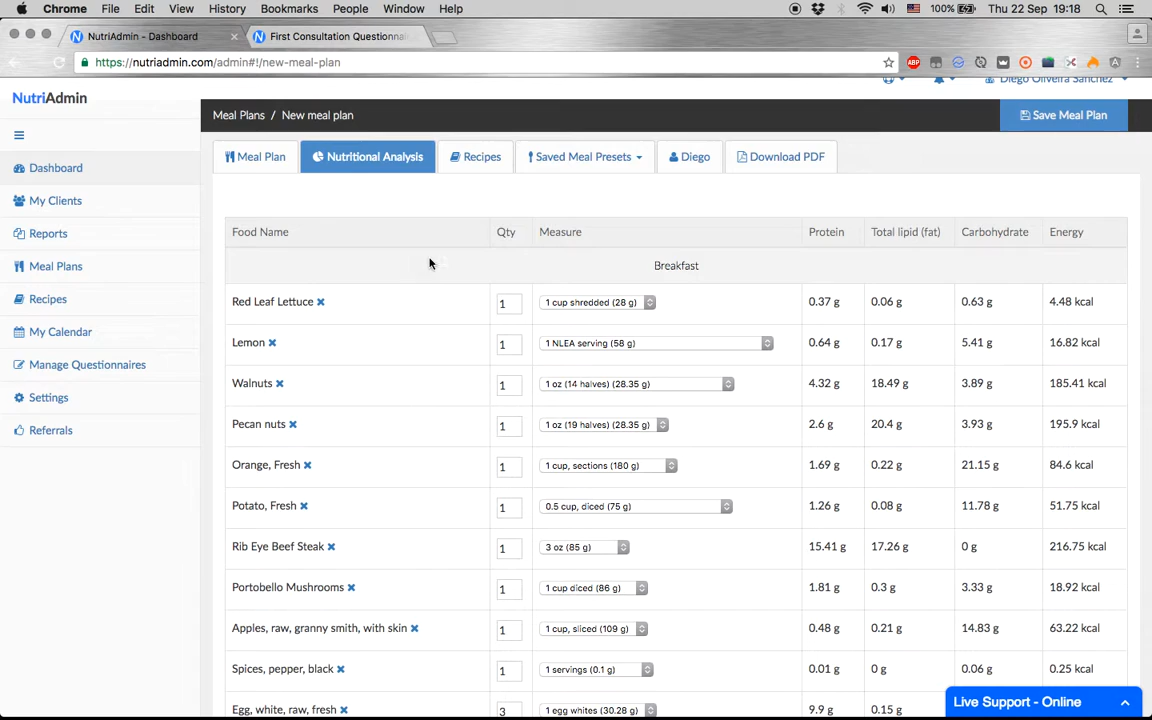 Chrome File Edit View History Bookmarks People Window Help 100% Thu 22 Sep 19:18
NutriAdmin - Dashboard First Consultation Questionna
https://nutriadmin.com/admin#!/new-meal-plan ABP
Diego Oliveira Sanchez
NutriAdmin
Meal Plans / New meal plan Save Meal Plan
Meal Plan Nutritional Analysis Recipes Saved Meal Presets Diego Download PDF
Dashboard
My Clients
Reports
Meal Plans
Recipes
My Calendar
Manage Questionnaires
Settings
Referrals
Food Name Qty Measure Protein Total lipid (fat) Carbohydrate Energy
Breakfast
Red Leaf Lettuce 1 1 cup shredded (28 g) 0.37 g 0.06 g 0.63 g 4.48 kcal
Lemon 1 1 NLEA serving (58 g) 0.64 g 0.17 g 5.41 g 16.82 kcal
Walnuts 1 1 oz (14 halves) (28.35 g) 4.32 g 18.49 g 3.89 g 185.41 kcal
Pecan nuts 1 1 oz (19 halves) (28.35 g) 2.6 g 20.4 g 3.93 g 195.9 kcal
Orange, Fresh 1 1 cup, sections (180 g) 1.69 g 0.22 g 21.15 g 84.6 kcal
Potato, Fresh 1 0.5 cup, diced (75 g) 1.26 g 0.08 g 11.78 g 51.75 kcal
Rib Eye Beef Steak 1 3 oz (85 g) 15.41 g 17.26 g 0 g 216.75 kcal
Portobello Mushrooms 1 1 cup diced (86 g) 1.81 g 0.3 g 3.33 g 18.92 kcal
Apples, raw, granny smith, with skin 1 1 cup, sliced (109 g) 0.48 g 0.21 g 14.83 g 63.22 kcal
Spices, pepper, black 1 1 servings (0.1 g) 0.01 g 0 g 0.06 g 0.25 kcal
Egg, white, raw, fresh 3 1 egg whites (30.28 g) 9.9 g 0.15 g
Live Support - Online